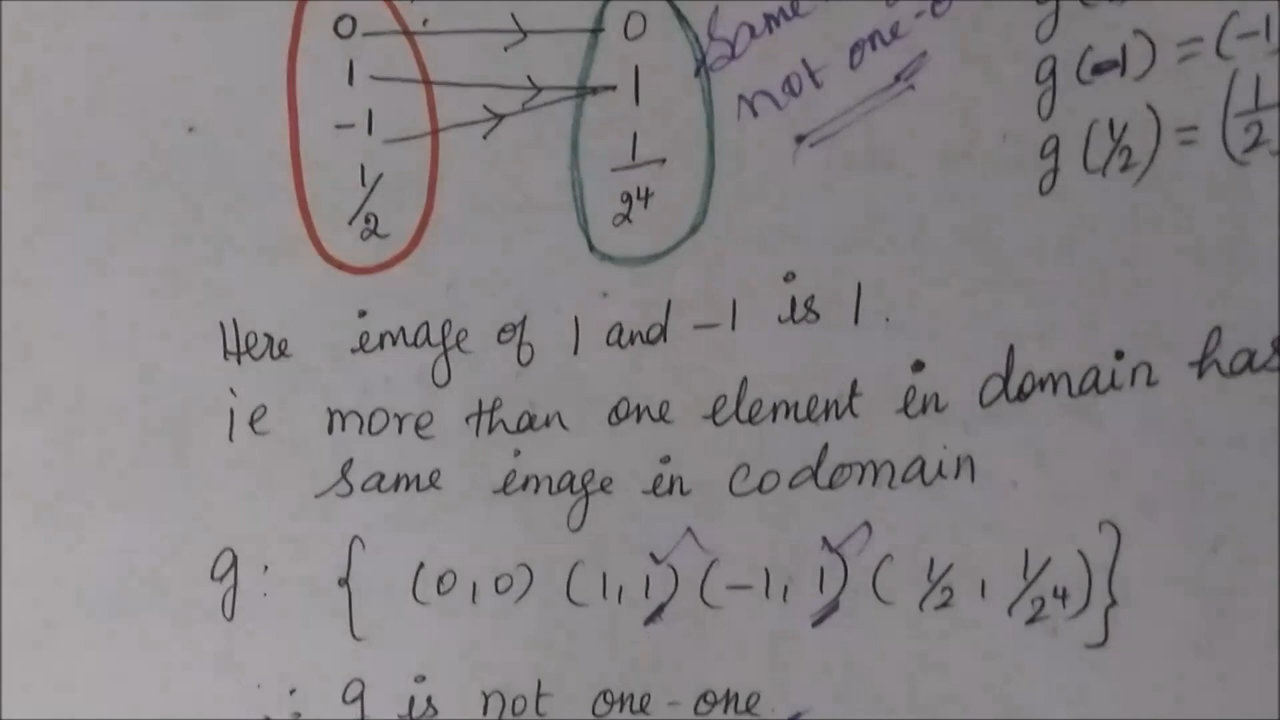 0
1
-1
1/2
0
1
1/2⁴
Same
not one-
g(-1) = (-1
g(1/2) = (1/2
Here image of 1 and -1 is 1.
ie more than one element in domain has
same image in codomain
g: { (0,0) (1,1) (-1,1) (1/2, 1/2⁴)}
∴ g is not one-one.